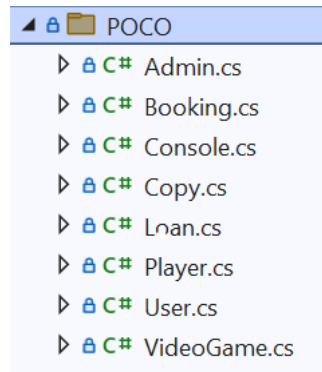 POCO
C# Admin.cs
C# Booking.cs
C# Console.cs
C# Copy.cs
C# Loan.cs
C# Player.cs
C# User.cs
C# VideoGame.cs